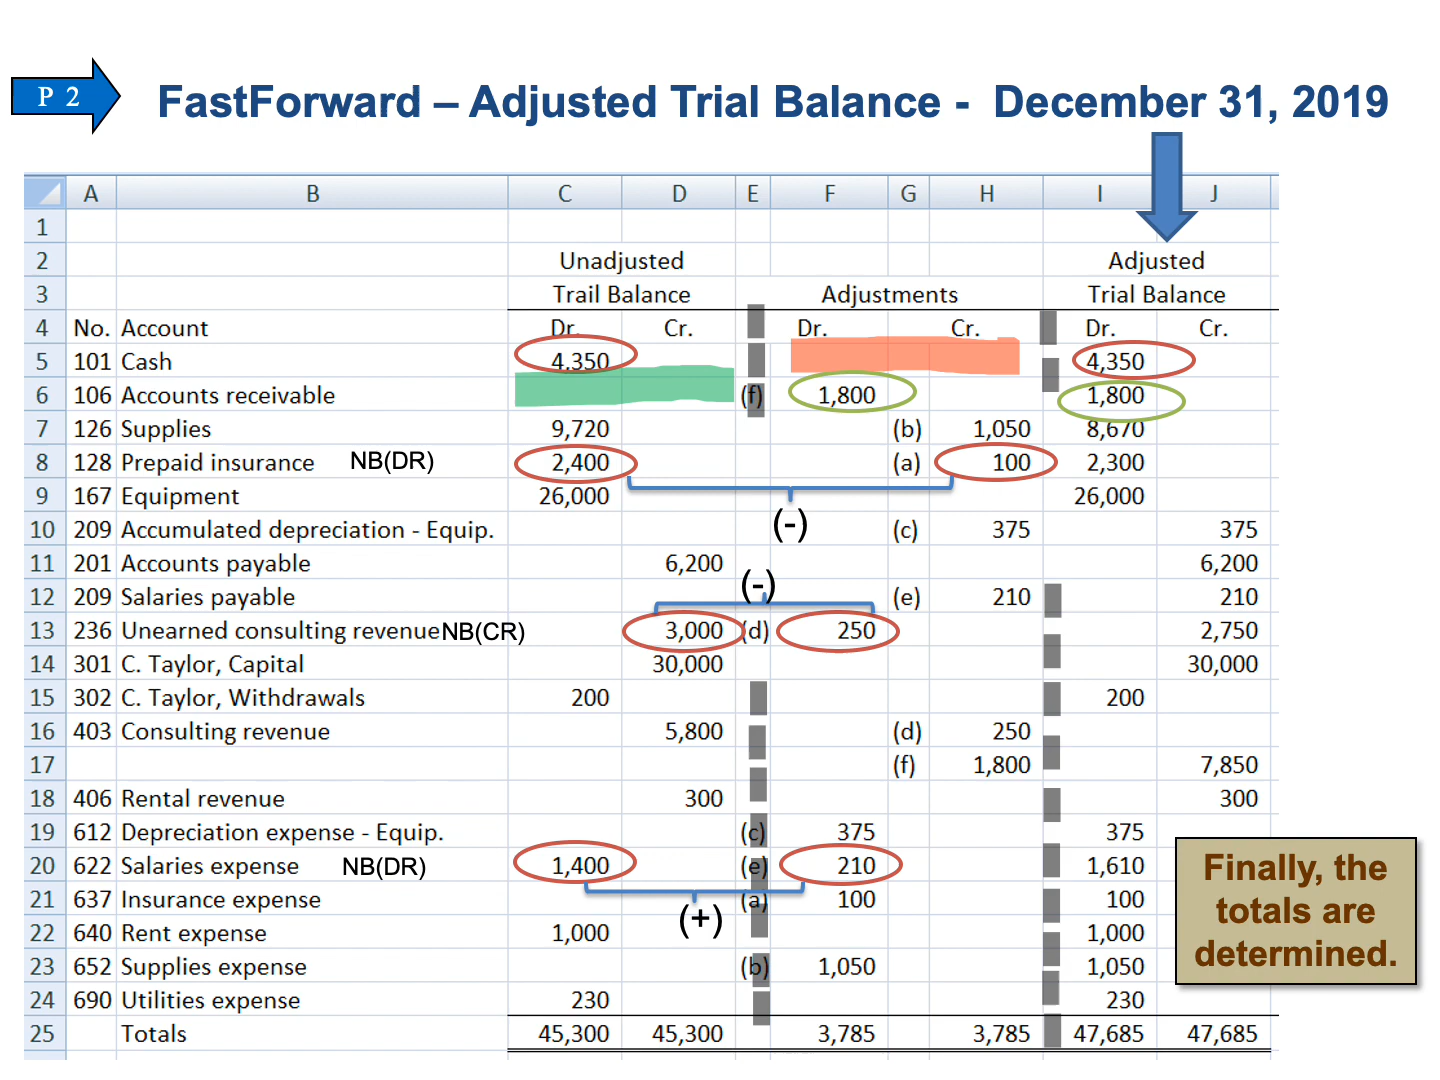 P 2
FastForward – Adjusted Trial Balance - December 31, 2019
A B C D E F G H I J
1
2 Unadjusted Adjusted
3 Trail Balance Adjustments Trial Balance
4 No. Account Dr. Cr. Dr. Cr. Dr. Cr.
5 101 Cash 4,350 4,350
6 106 Accounts receivable (f) 1,800 1,800
7 126 Supplies 9,720 (b) 1,050 8,670
8 128 Prepaid insurance NB(DR) 2,400 (a) 100 2,300
9 167 Equipment 26,000 26,000
(-)
10 209 Accumulated depreciation - Equip. (c) 375 375
11 201 Accounts payable 6,200 6,200
(-)
12 209 Salaries payable (e) 210 210
13 236 Unearned consulting revenue NB(CR) 3,000 (d) 250 2,750
14 301 C. Taylor, Capital 30,000 30,000
15 302 C. Taylor, Withdrawals 200 200
16 403 Consulting revenue 5,800 (d) 250
17 (f) 1,800 7,850
18 406 Rental revenue 300 300
19 612 Depreciation expense - Equip. (c) 375 375
20 622 Salaries expense NB(DR) 1,400 (e) 210 1,610
21 637 Insurance expense (a) 100 100
(+)
22 640 Rent expense 1,000 1,000
23 652 Supplies expense (b) 1,050 1,050
24 690 Utilities expense 230 230
25 Totals 45,300 45,300 3,785 3,785 47,685 47,685
Finally, the
totals are
determined.